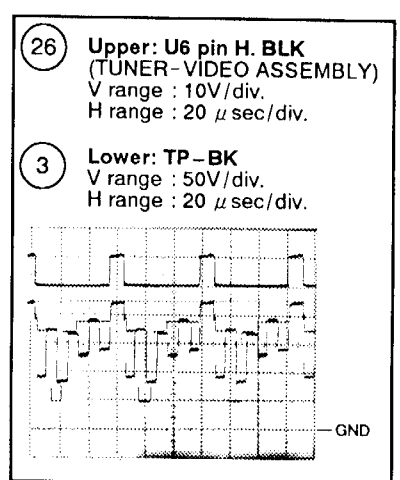 26 Upper: U6 pin H. BLK
(TUNER-VIDEO ASSEMBLY)
V range : 10V/div.
H range : 20 μ sec/div.
3 Lower: TP-BK
V range : 50V/div.
H range : 20 μ sec/div.
GND